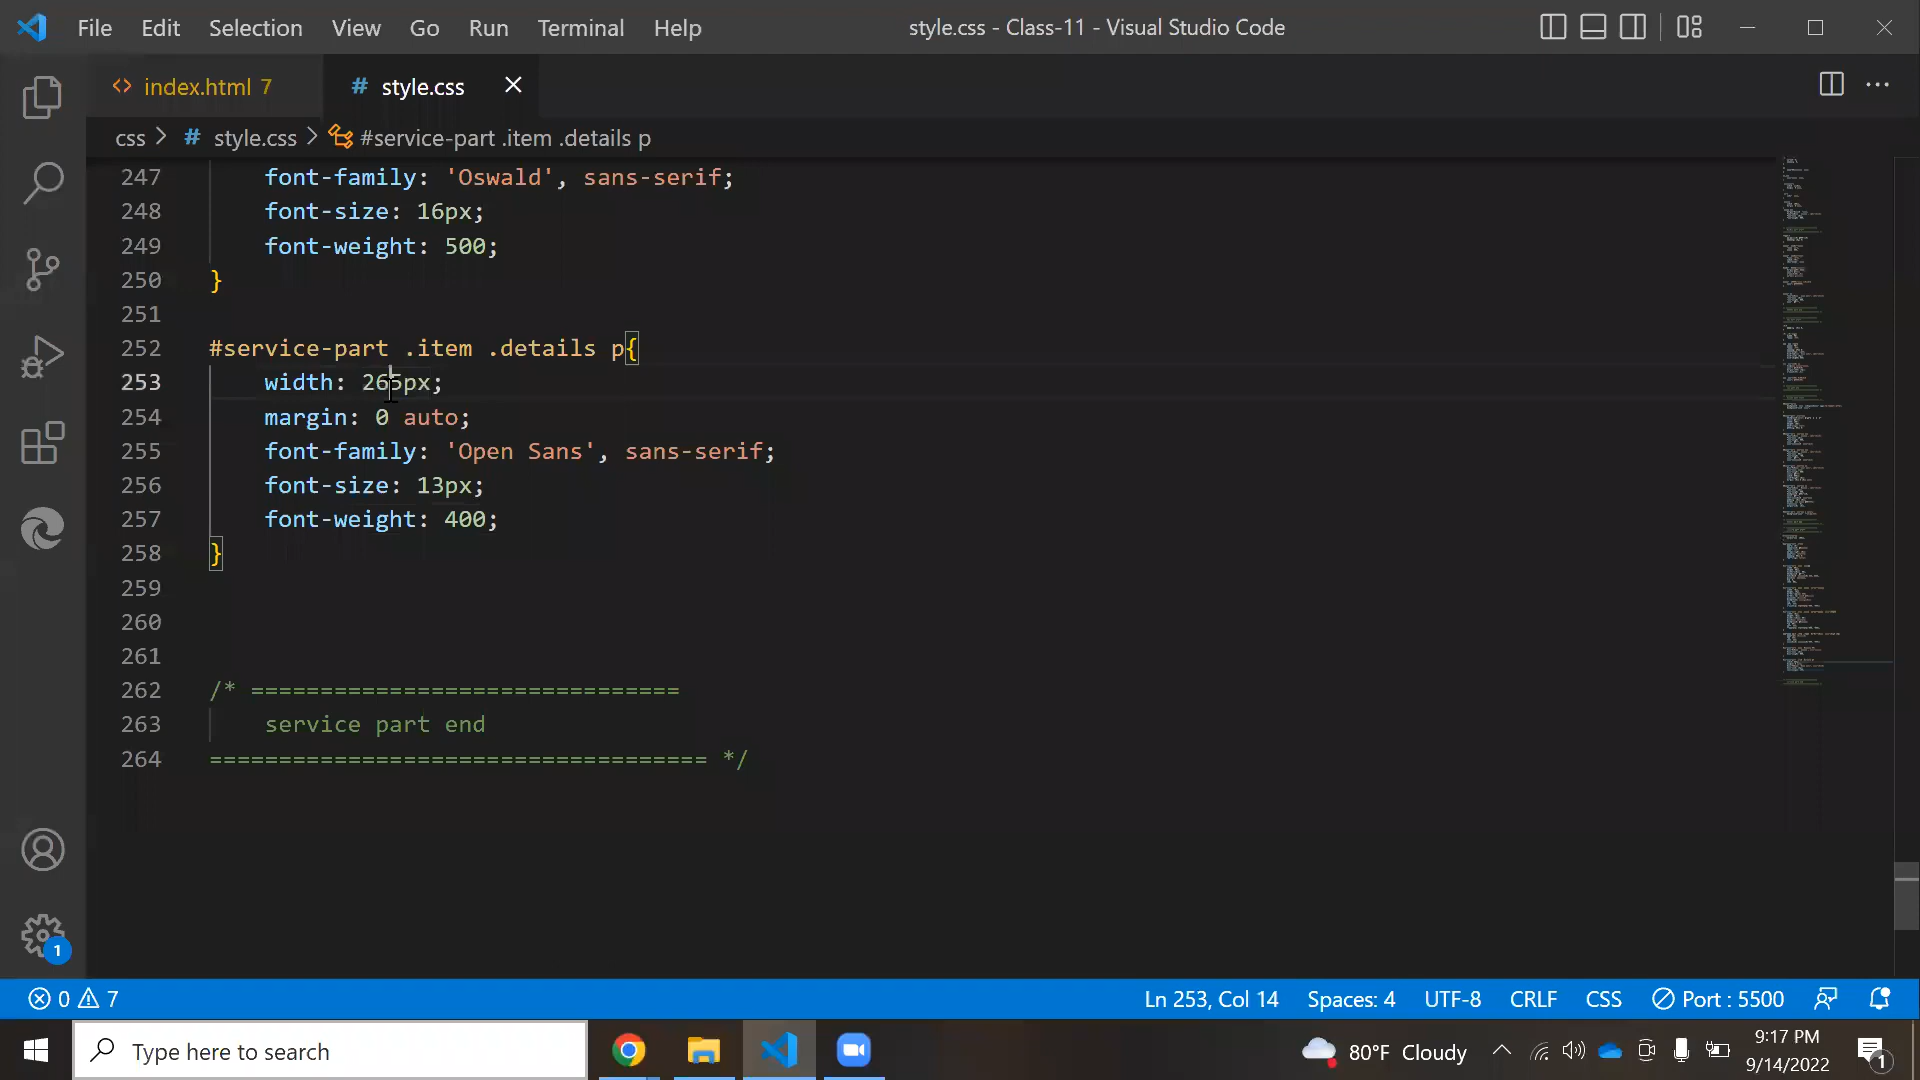 File Edit Selection View Go Run Terminal Help style.css - Class-11 - Visual Studio Code
<> index.html 7 # style.css
css > # style.css > #service-part .item .details p
247 font-family: 'Oswald', sans-serif;
248 font-size: 16px;
249 font-weight: 500;
250 }
251
252 #service-part .item .details p{
253 width: 265px;
254 margin: 0 auto;
255 font-family: 'Open Sans', sans-serif;
256 font-size: 13px;
257 font-weight: 400;
258 }
259
260
261
262 /* ===============================
263 service part end
264 ==================================== */
1
0 7 Ln 253, Col 14 Spaces: 4 UTF-8 CRLF CSS Port : 5500
Type here to search 80°F Cloudy 9:17 PM
9/14/2022 1